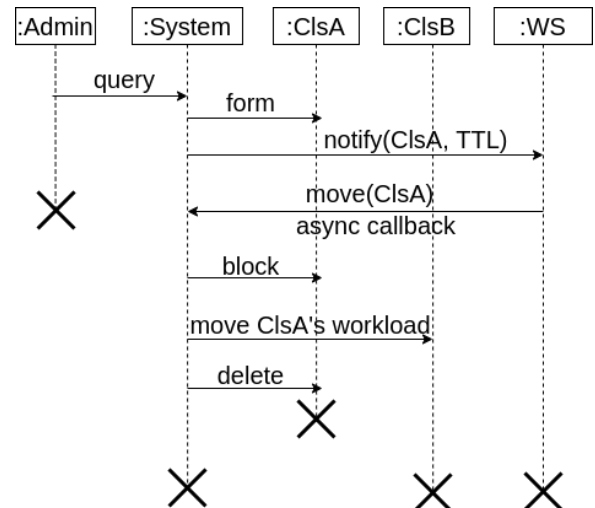 :Admin
:System
:ClsA
:ClsB
:WS
query
form
notify(ClsA, TTL)
move(ClsA)
async callback
block
move ClsA's workload
delete